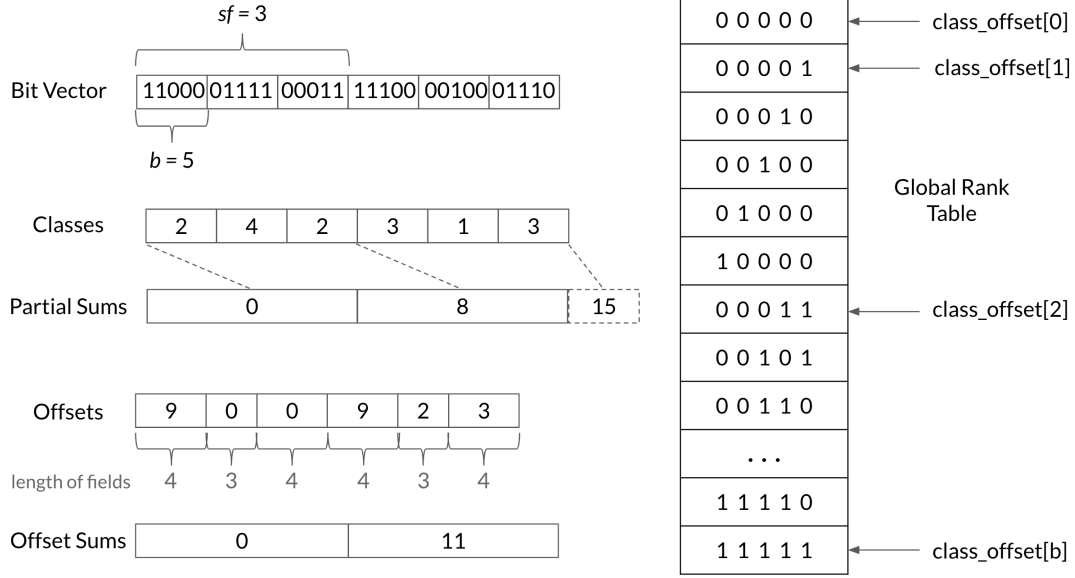 sf = 3
Bit Vector 11000 01111 00011 11100 00100 01110
b = 5
Classes 2 4 2 3 1 3
Partial Sums 0 8 15
Offsets 9 0 0 9 2 3
length of fields 4 3 4 4 3 4
Offset Sums 0 11
0 0 0 0 0 class_offset[0]
0 0 0 0 1 class_offset[1]
0 0 0 1 0
0 0 1 0 0
0 1 0 0 0
1 0 0 0 0
0 0 0 1 1 class_offset[2]
0 0 1 0 1
0 0 1 1 0
...
1 1 1 1 0
1 1 1 1 1 class_offset[b]
Global Rank
Table